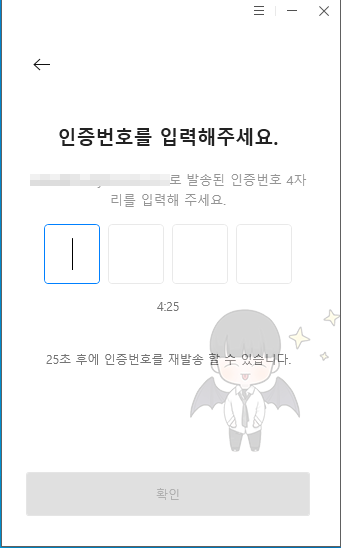 인증번호를 입력해주세요.
로 발송된 인증번호 4자
리를 입력해 주세요.
4:25
25초 후에 인증번호를 재발송 할 수 있습니다.
확인